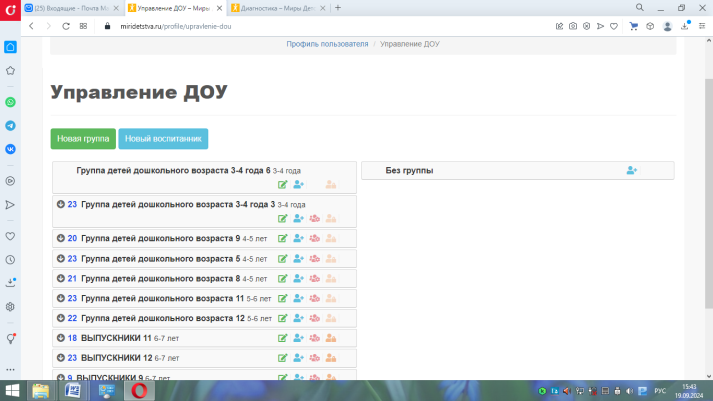 (25) Входящие – Почта Ма
Управление ДОУ – Миры
Диагностика – Миры Дет
miridetstva.ru/profile/upravlenie-dou
Профиль пользователя / Управление ДОУ
Управление ДОУ
Новая группа
Новый воспитанник
Группа детей дошкольного возраста 3-4 года 6 3-4 года
Без группы
23 Группа детей дошкольного возраста 3-4 года 3 3-4 года
20 Группа детей дошкольного возраста 9 4-5 лет
23 Группа детей дошкольного возраста 5 4-5 лет
21 Группа детей дошкольного возраста 8 4-5 лет
23 Группа детей дошкольного возраста 11 5-6 лет
22 Группа детей дошкольного возраста 12 5-6 лет
18 ВЫПУСКНИКИ 11 6-7 лет
23 ВЫПУСКНИКИ 12 6-7 лет
9 ВЫПУСКНИКИ 9 6-7 лет
РУС
15:43
19.09.2024